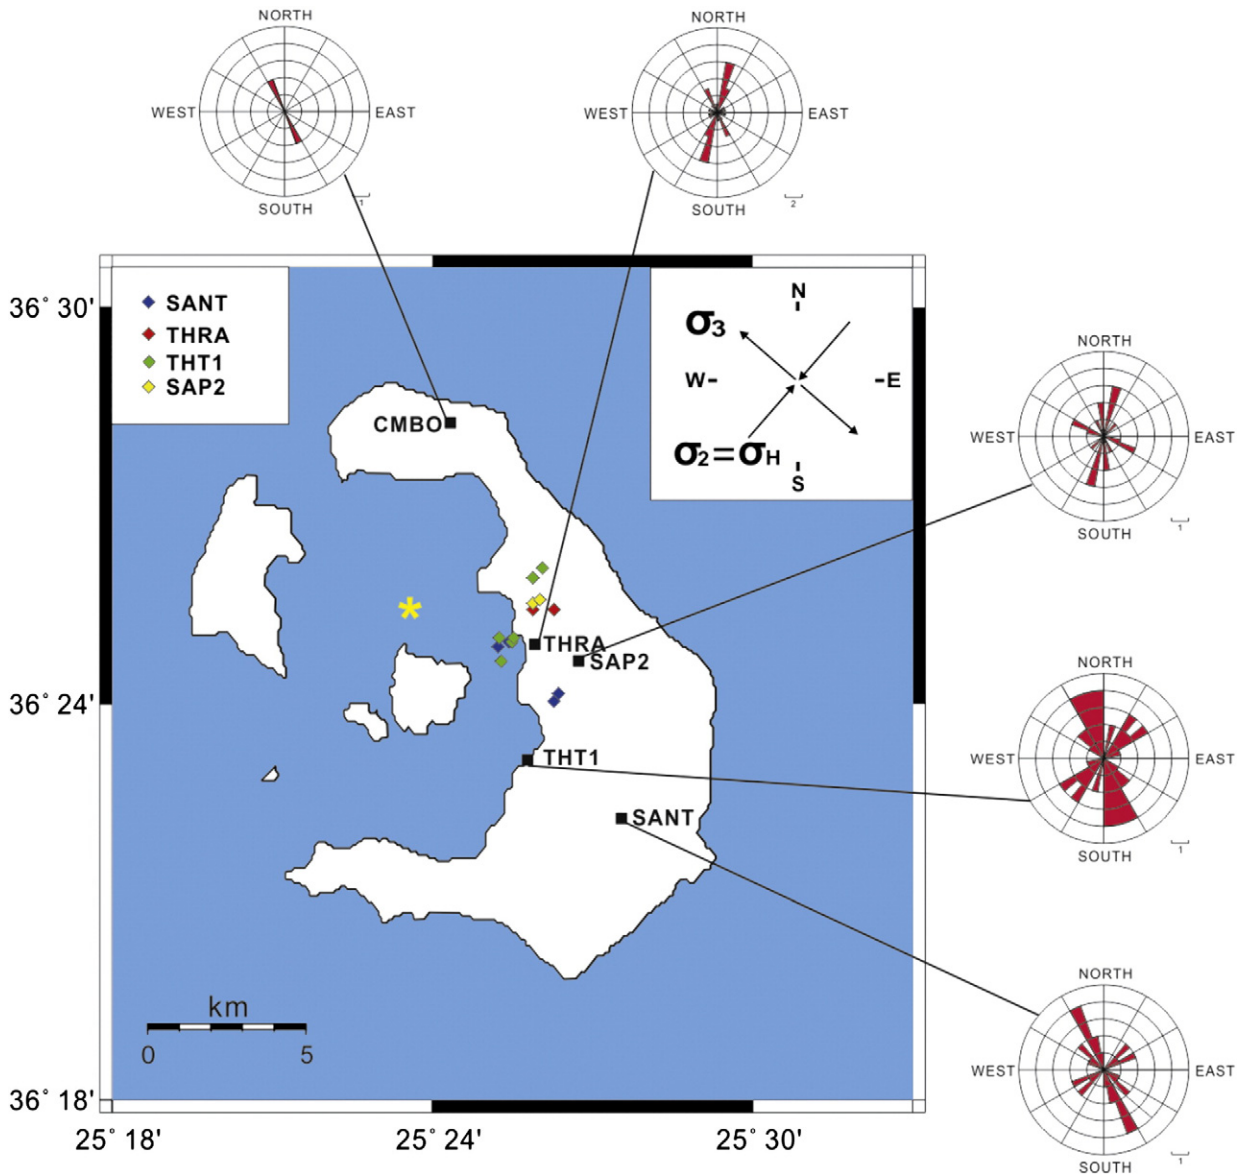 NORTH
WEST
EAST
SOUTH
1
NORTH
WEST
EAST
SOUTH
2
36° 30'
36° 24'
36° 18'
SANT
THRA
THT1
SAP2
N
σ3
W
E
σ2=σH
S
CMBO
*
THRA
SAP2
THT1
SANT
km
0
5
25° 18'
25° 24'
25° 30'
NORTH
WEST
EAST
SOUTH
1
NORTH
WEST
EAST
SOUTH
1
NORTH
WEST
EAST
SOUTH
1